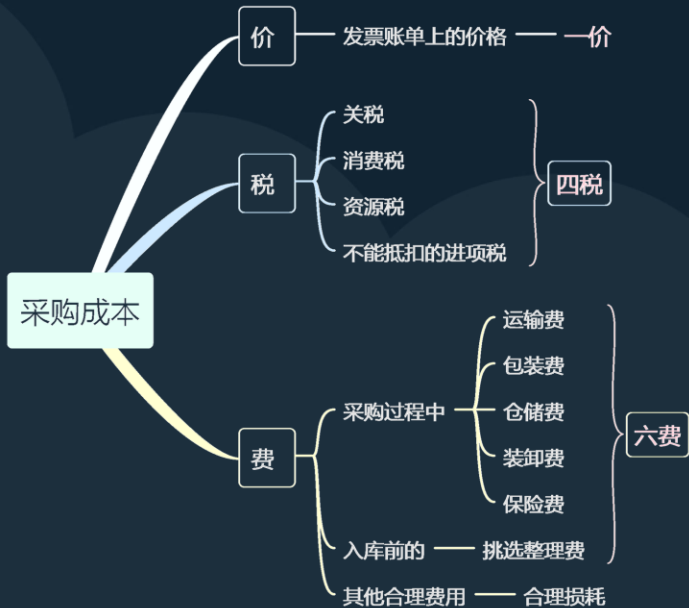 价
发票账单上的价格
一价
税
关税
消费税
资源税
不能抵扣的进项税
四税
采购成本
费
采购过程中
运输费
包装费
仓储费
装卸费
保险费
六费
入库前的
挑选整理费
其他合理费用
合理损耗